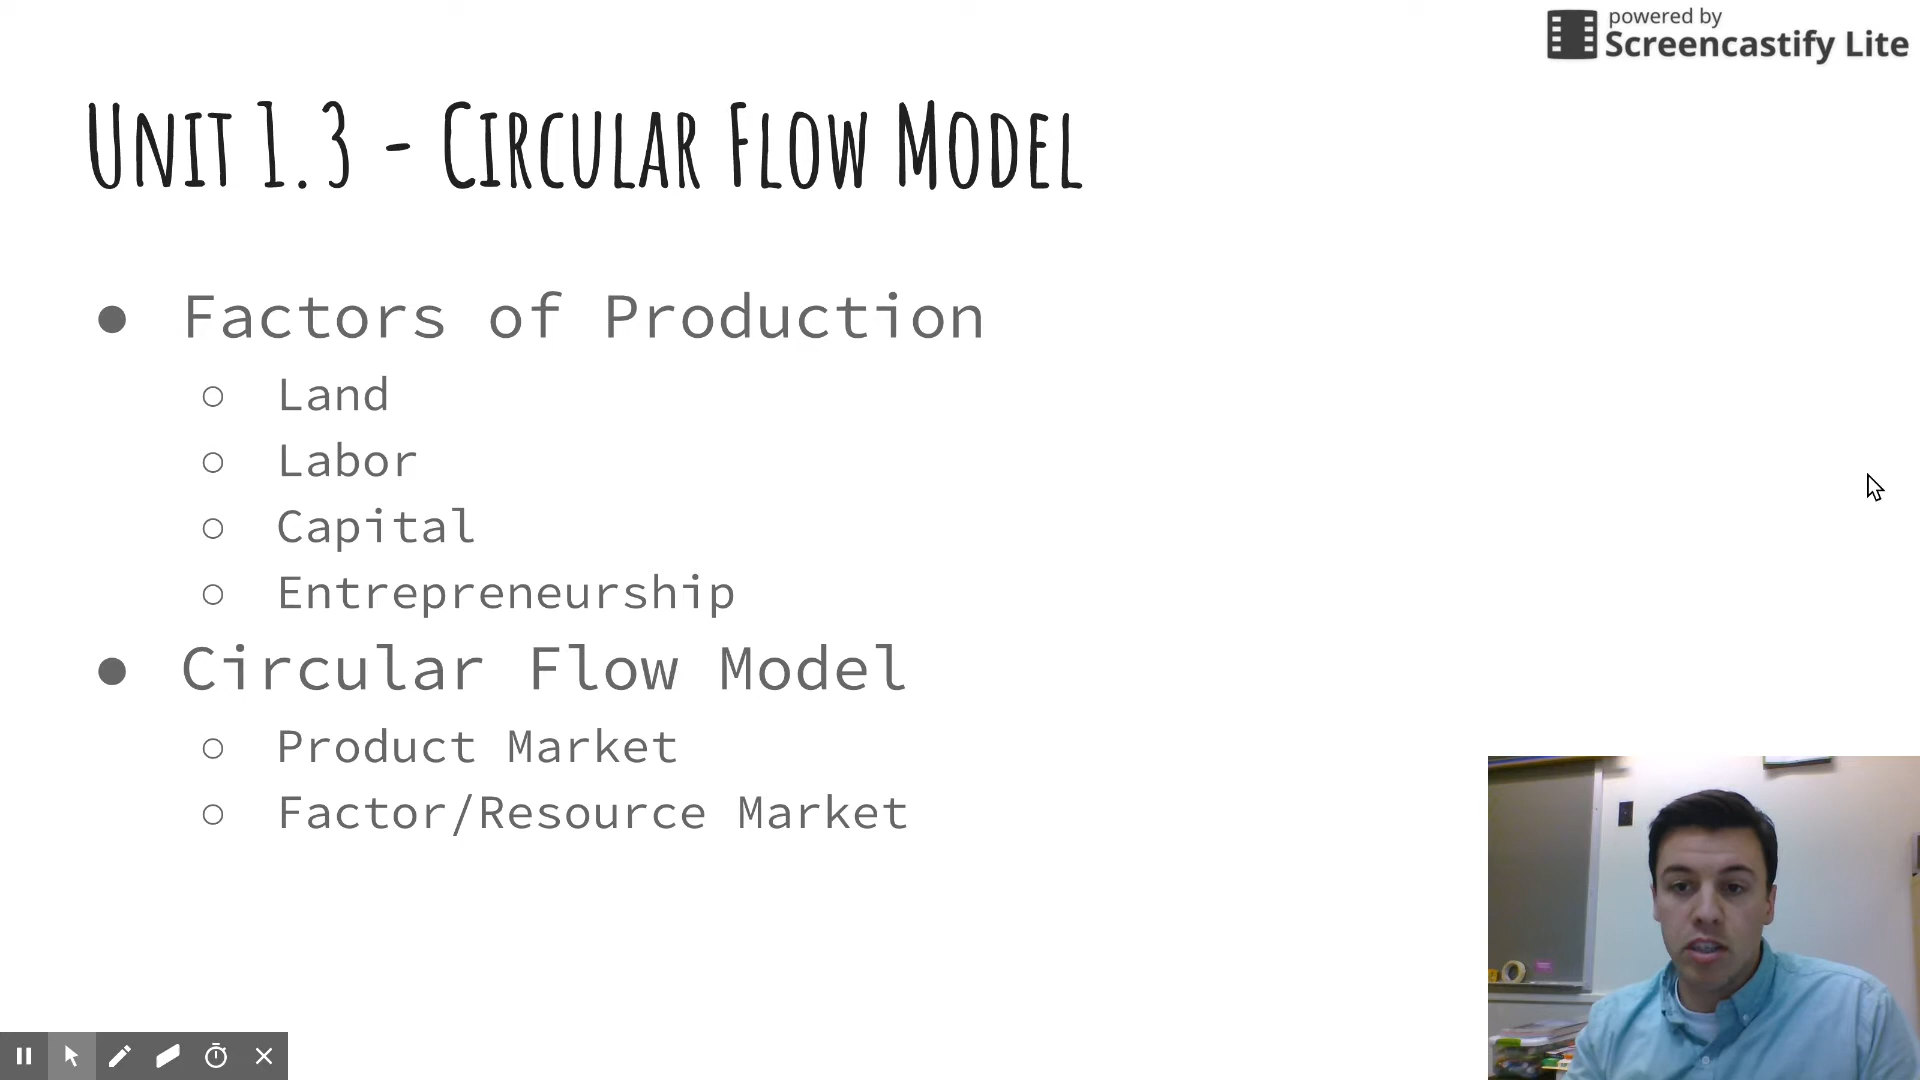 powered by
Screencastify Lite
Unit 1.3 - Circular Flow Model
● Factors of Production
○ Land
○ Labor
○ Capital
○ Entrepreneurship
● Circular Flow Model
○ Product Market
○ Factor/Resource Market